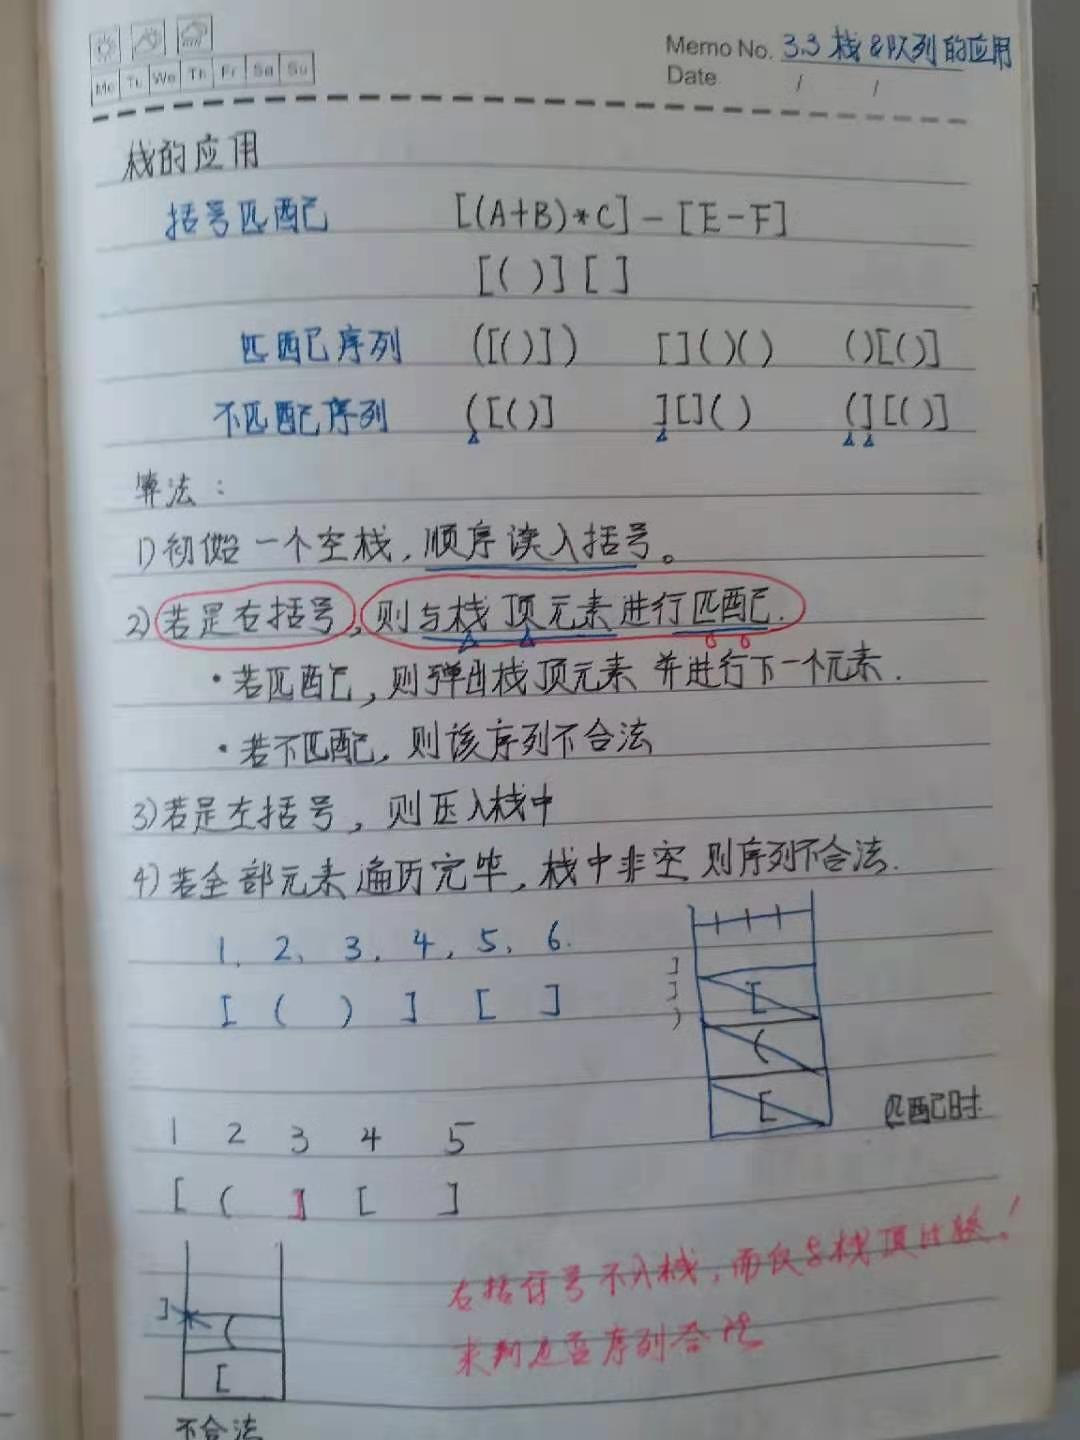 Memo No. 3.3 栈&队列的应用
Mo Tu We Th Fr Sa Su
Date / /
栈的应用
括号匹配 [(A+B)*C]-[E-F]
[()][]
匹配序列 ([()]) []()() ()[()]
不匹配序列 ([()] ][]() (][()]
算法：
1)初始一个空栈，顺序读入括号。
2)若是右括号，则与栈顶元素进行匹配.
·若匹配，则弹出栈顶元素 并进行下一个元素.
·若不匹配，则该序列不合法
3)若是左括号，则压入栈中
4)若全部元素遍历完毕，栈中非空 则序列不合法.
1. 2. 3. 4. 5. 6.
[ ( ) ] [ ]
]
]
)
[
(
[
匹配时
1 2 3 4 5
[ ( ] [ ]
] (
[
不合法
右括符号不入栈，而仅与栈顶比较！
来判定否序列合法